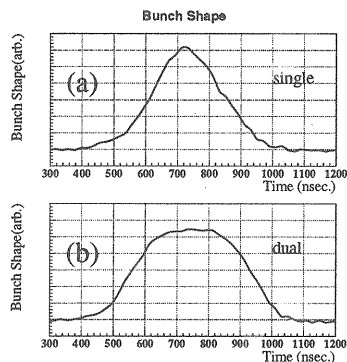 Bunch Shape
Bunch Shape(arb.)
(a)
single
300 400 500 600 700 800 900 1000 1100 1200
Time (nsec.)
Bunch Shape(arb.)
(b)
dual
300 400 500 600 700 800 900 1000 1100 1200
Time (nsec.)